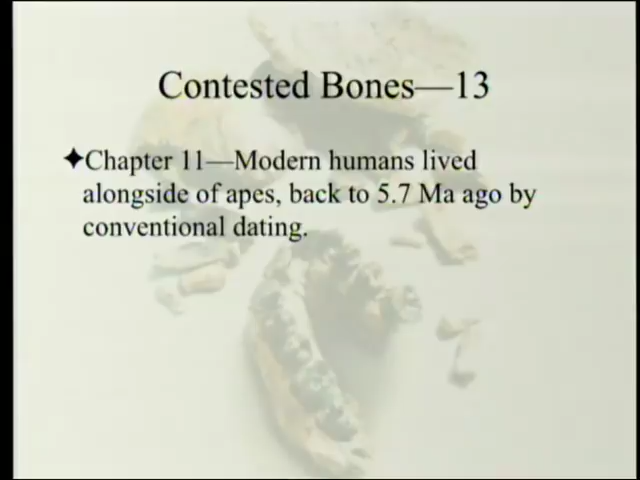 Contested Bones—13
✦Chapter 11—Modern humans lived
alongside of apes, back to 5.7 Ma ago by
conventional dating.